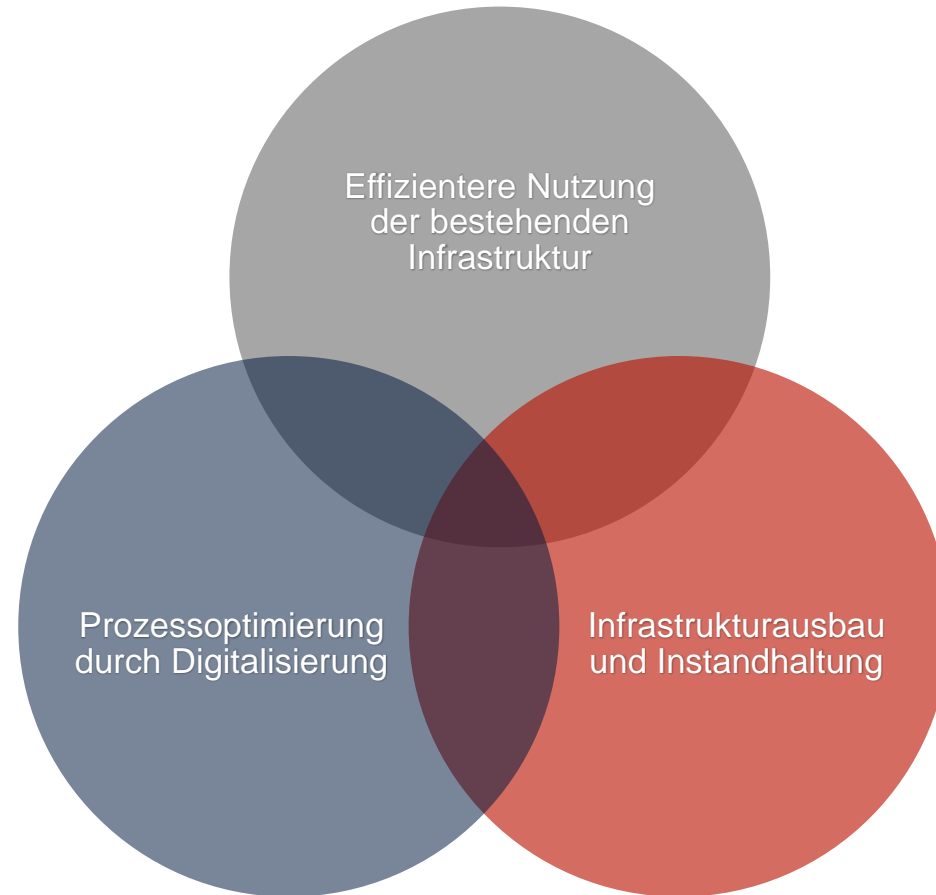 Effizientere Nutzung
der bestehenden
Infrastruktur
Prozessoptimierung
durch Digitalisierung
Infrastrukturausbau
und Instandhaltung